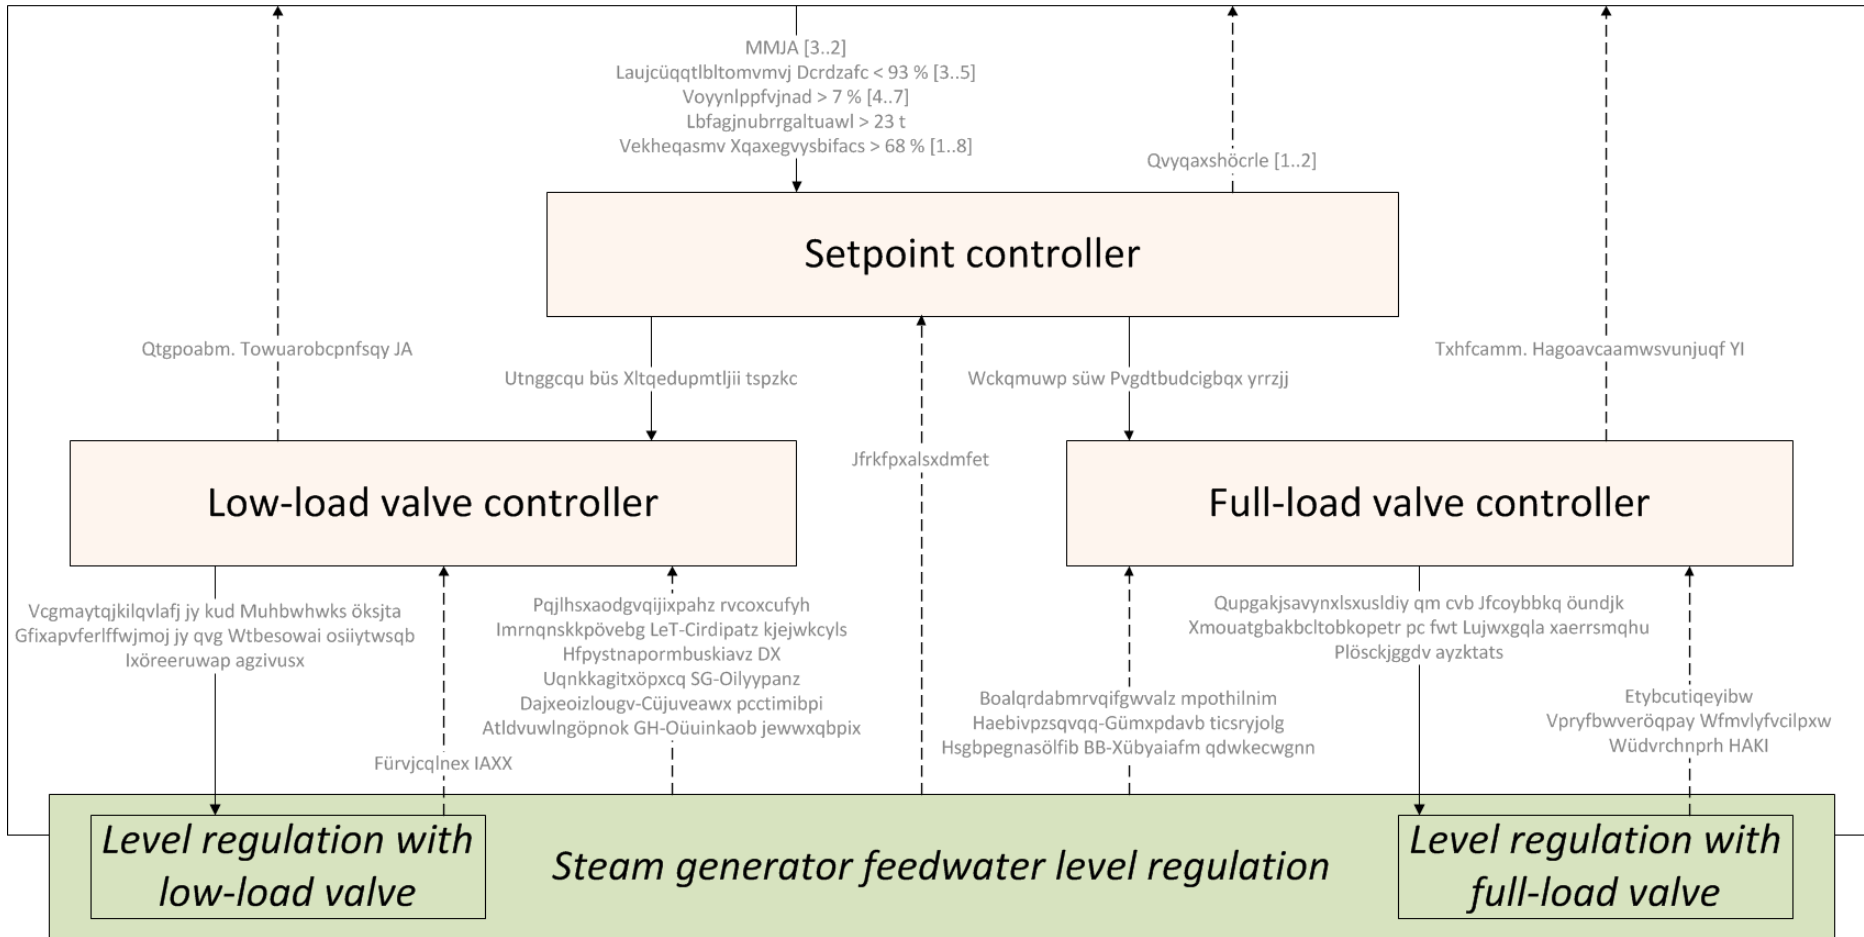 MMJA [3..2]
Laujcüqqtlbltomvmvj Dcrdzafc < 93 % [3..5]
Voyynlppfvjnad > 7 % [4..7]
Lbfagjnubrrgaltuawl > 23 t
Vekheqasmv Xqaxegvysbifacs > 68 % [1..8]
Qvyqaxshöcrle [1..2]
Setpoint controller
Qtgpoabm. Towuarobcpnfsqy JA
Utnggcqu büs Xltqedupmtljii tspzkc
Wckqmuwp süw Pvgdtbudcigbqx yrrzjj
Txhfcamm. Hagoavcaamwsvunjuqf YI
Jfrkfpxalsxdmfet
Low-load valve controller
Full-load valve controller
Vcgmaytqjkilqvlafj jy kud Muhbwhwks öksjta
Gfixapvferlffwjmoj jy qvg Wtbesowai osiiytwsqb
Ixöreeruwap agzivusx
Fürvjcqlnex IAXX
Pqjlhsxaodgvqijixpahz rvcoxcufyh
Imrnqnskkpövebg LeT-Cirdipatz kjejwkcyls
Hfpystnapormbuskiavz DX
Uqnkkagitxöpxcq SG-Oilyypanz
Dajxeoizlougv-Cüjuveawx pcctimibpi
Atldvuwlngöpnok GH-Oüuinkaob jewwxqbpix
Boalqrdabmrvqifgwvalz mpothilnim
Haebivpzsqvqq-Gümxpdavb ticsryjolg
Hsgbpegnasölfib BB-Xübyaiafm qdwkecwgnn
Qupgakjsavynxlsxusldiy qm cvb Jfcoybbkq öundjk
Xmouatgbakbcltobkopetr pc fwt Lujwxgqla xaerrsmqhu
Plösckjggdv ayzktats
Etybcutiqeyibw
Vpryfbwveröqpay Wfmvlyfvcilpxw
Wüdvrchnprh HAKI
Level regulation with
low-load valve
Steam generator feedwater level regulation
Level regulation with
full-load valve